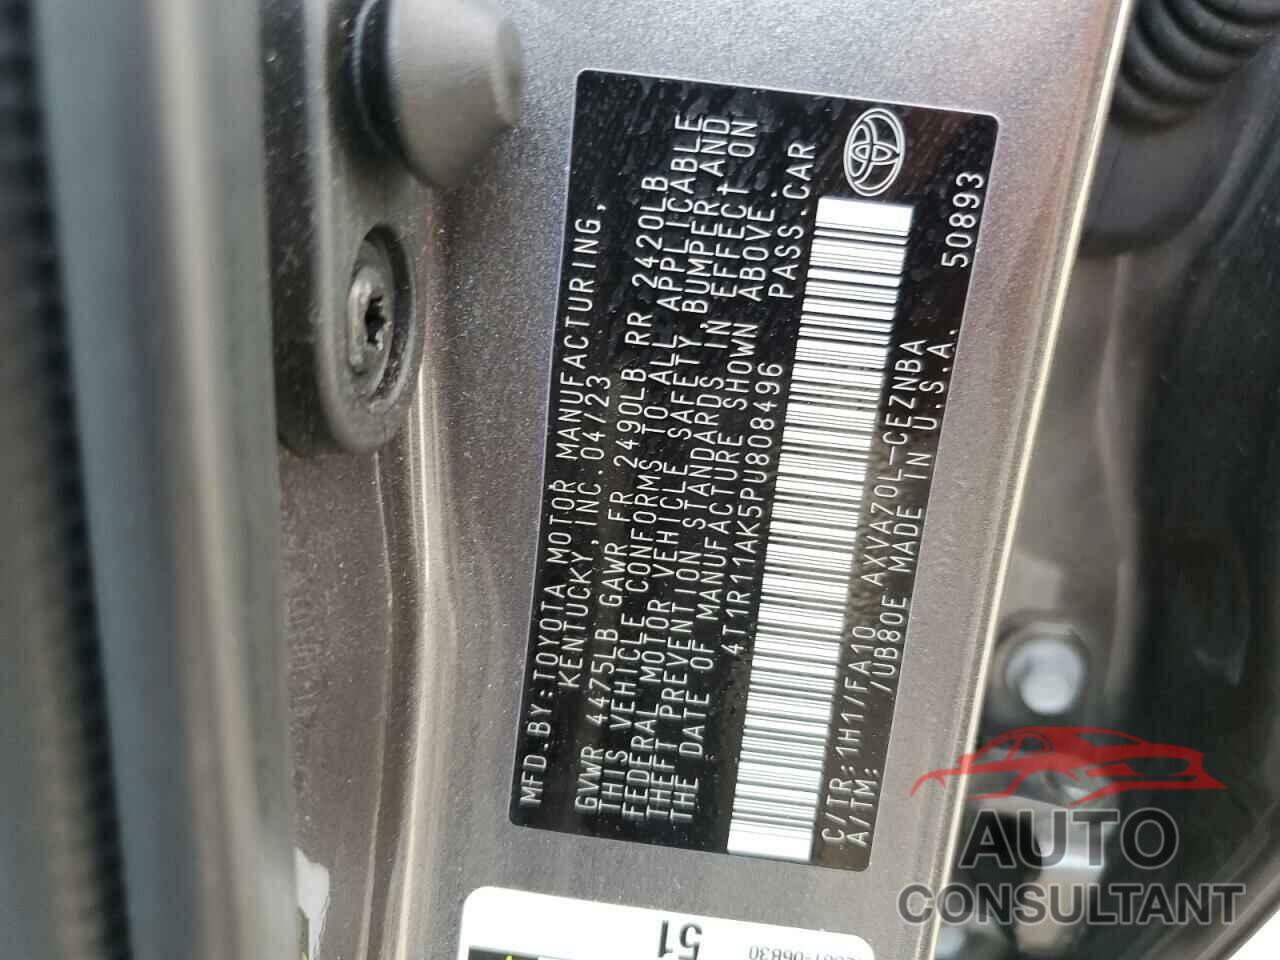 MFD.BY:TOYOTA MOTOR MANUFACTURING,
KENTUCKY,INC.04/23
GVWR 4475LB GAWR FR 2490LB RR 2420LB
THIS VEHICLE CONFORMS TO ALL APPLICABLE
FEDERAL MOTOR VEHICLE SAFETY,BUMPER,AND
THEFT PREVENTION STANDARDS IN EFFECT ON
THE DATE OF MANUFACTURE SHOWN ABOVE.
4T1R11AK5PU808496 PASS.CAR
C/TR:1H1/FA10 AXVA70L-CEZNBA
A/TM: /UB80E MADE IN U.S.A. 50893
51
06830
AUTO
CONSULTANT